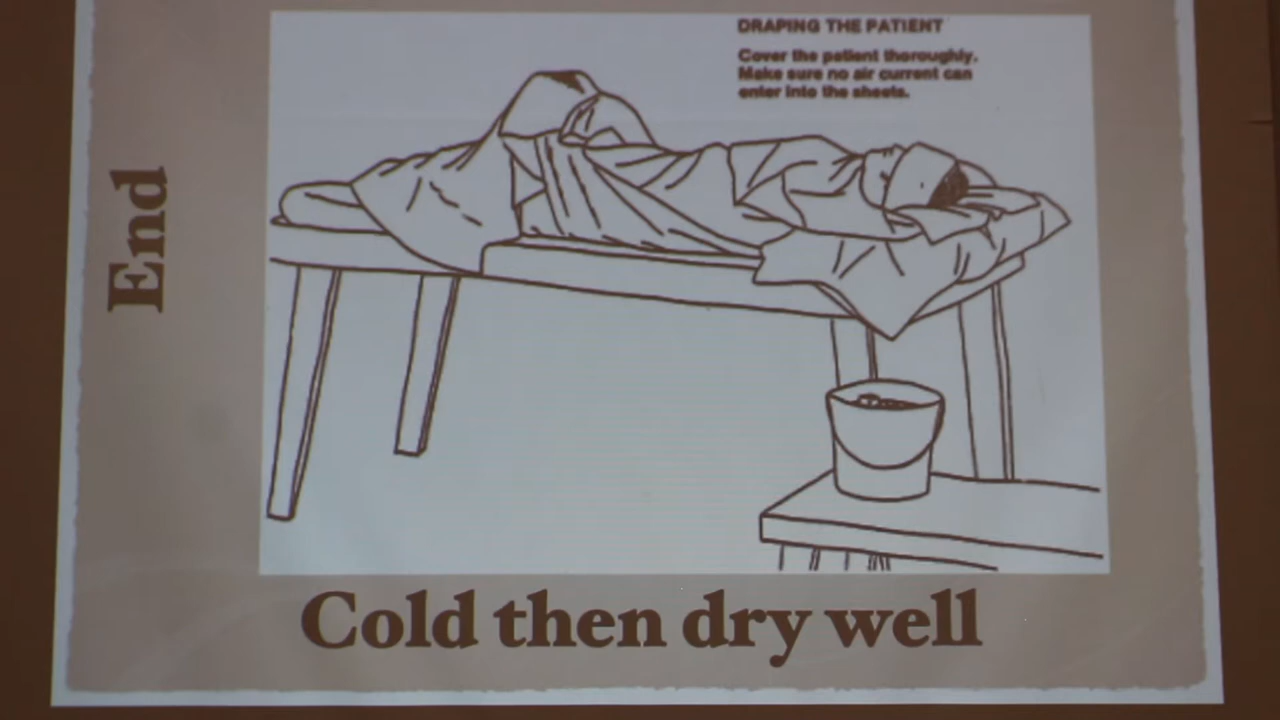 DRAPING THE PATIENT
Cover the patient thoroughly.
Make sure no air current can
enter into the sheets.
End
Cold then dry well